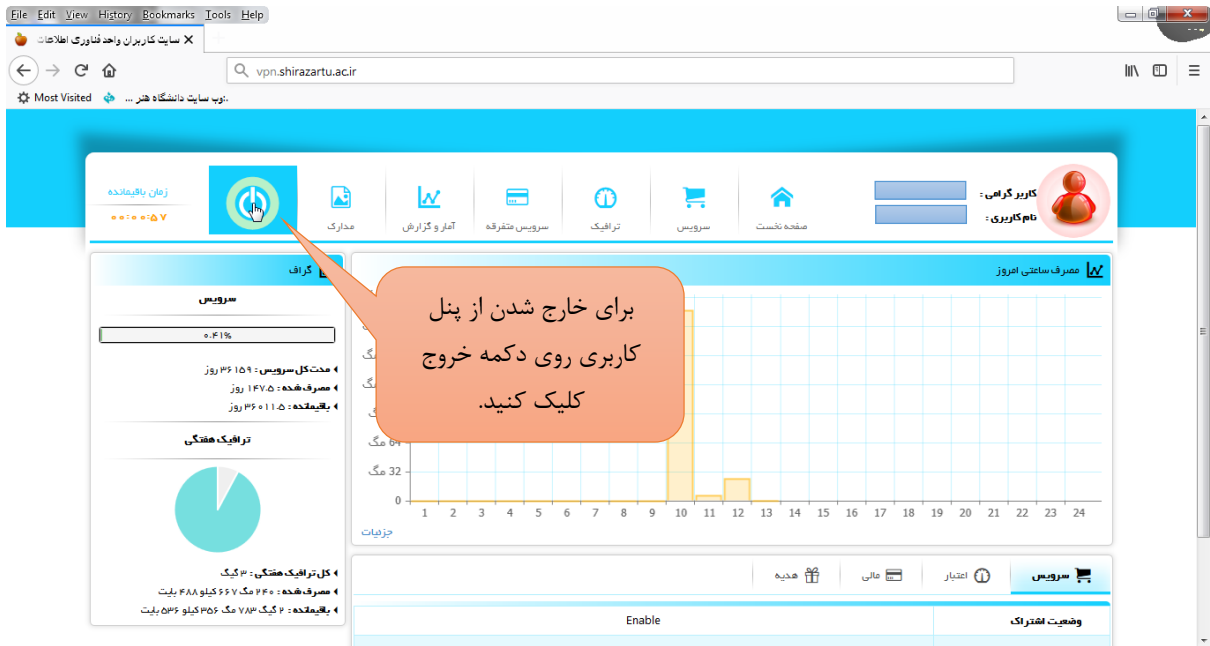 File Edit View History Bookmarks Tools Help
سایت کاربران واحد فناوری اطلاعات
vpn.shirazartu.ac.ir
Most Visited
وب سایت دانشگاه هنر ... .:
کاربر گرامی :
نام کاربری :
صفحه نخست
سرویس
ترافیک
سرویس متفرقه
آمار و گزارش
مدارک
زمان باقیمانده
۰۰:۰۰:۵۷
مصرف ساعتی امروز
گراف
برای خارج شدن از پنل
کاربری روی دکمه خروج
کلیک کنید.
64 مگ
32 مگ
0
1 2 3 4 5 6 7 8 9 10 11 12 13 14 15 16 17 18 19 20 21 22 23 24
جزئیات
سرویس
۰.۴۱%
مدت کل سرویس : ۳۶۱۵۹ روز
مصرف شده : ۱۴۷.۵ روز
باقیمانده : ۳۶۰۱۱.۵ روز
ترافیک هفتگی
کل ترافیک هفتگی : ۳ گیگ
مصرف شده : ۲۴۰ مگ ۶۶۷ کیلو ۴۸۸ بایت
باقیمانده : ۲ گیگ ۷۸۳ مگ ۳۵۶ کیلو ۵۳۶ بایت
سرویس
اعتبار
مالی
هدیه
وضعیت اشتراک
Enable